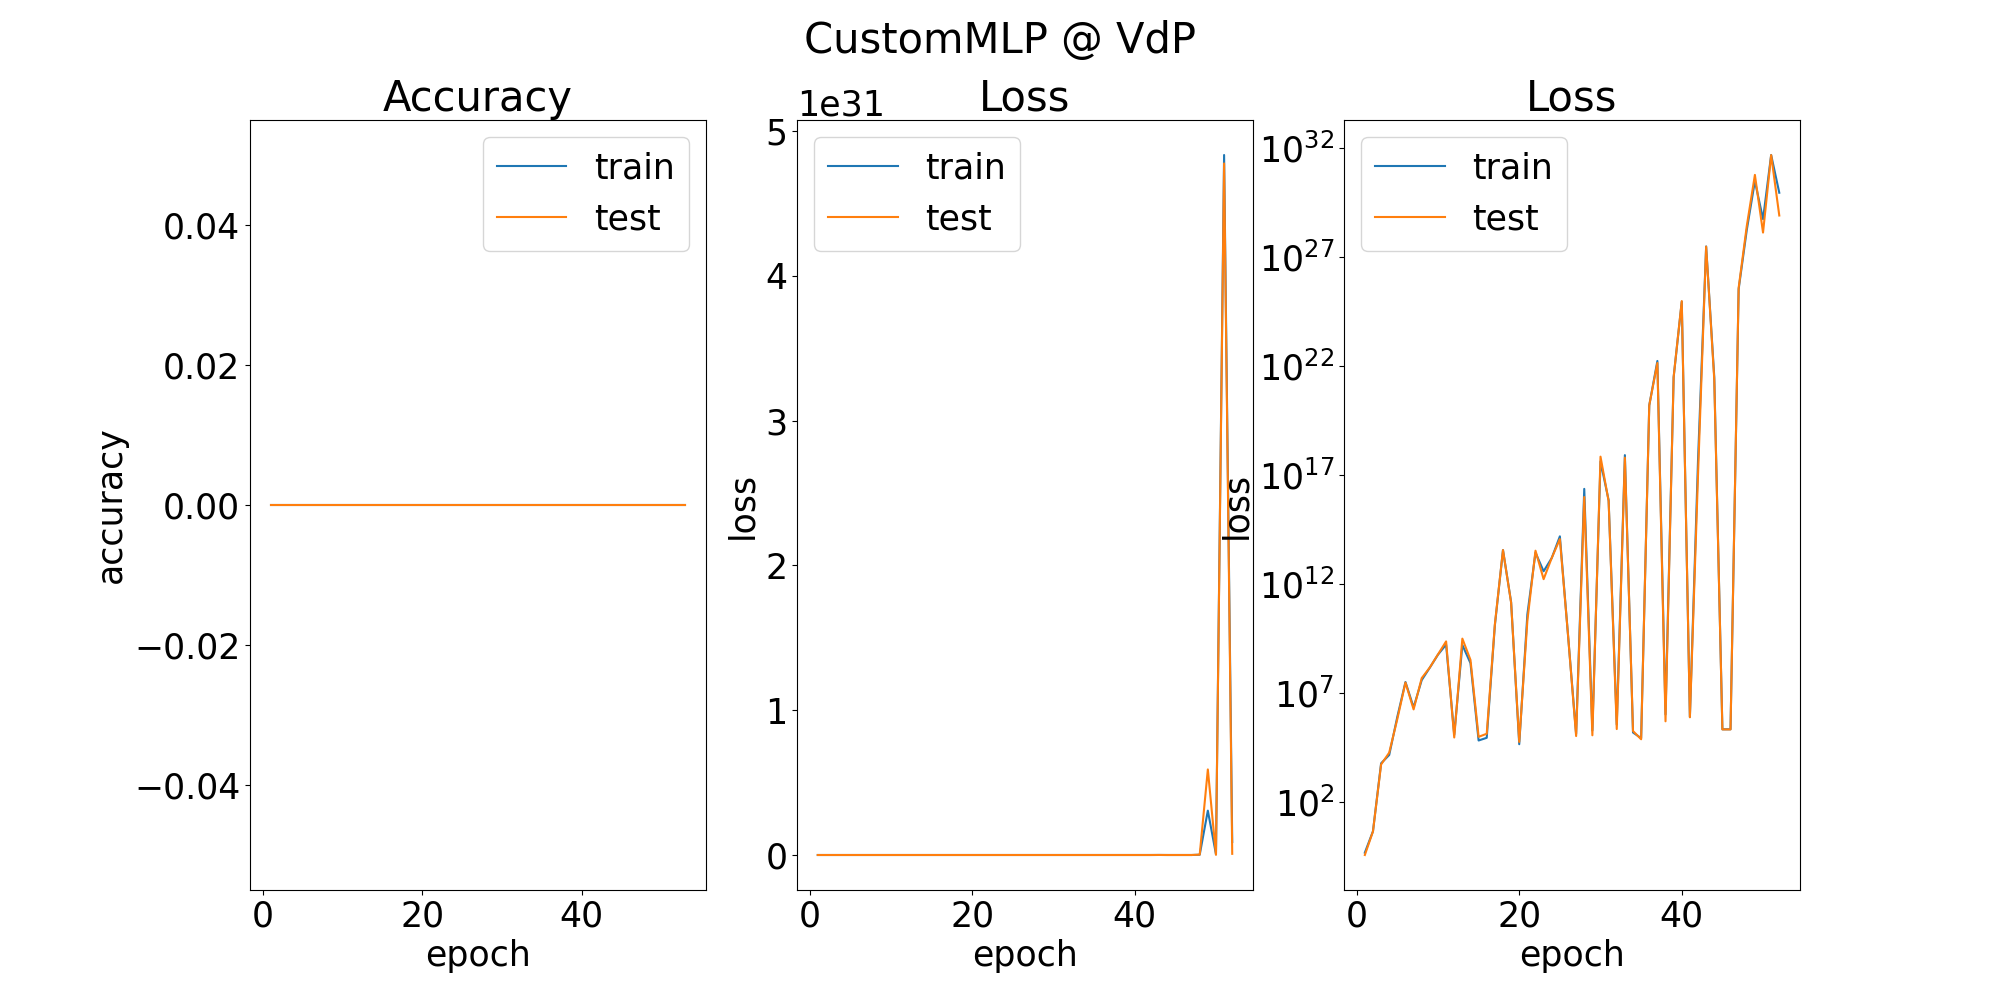 CustomMLP @ VdP
Accuracy
train
test
0.04
0.02
0.00
−0.02
−0.04
accuracy
0
20
40
epoch
Loss
1e31
train
test
5
4
3
2
1
0
loss
0
20
40
epoch
Loss
train
test
10^32
10^27
10^22
10^17
10^12
10^7
10^2
loss
0
20
40
epoch